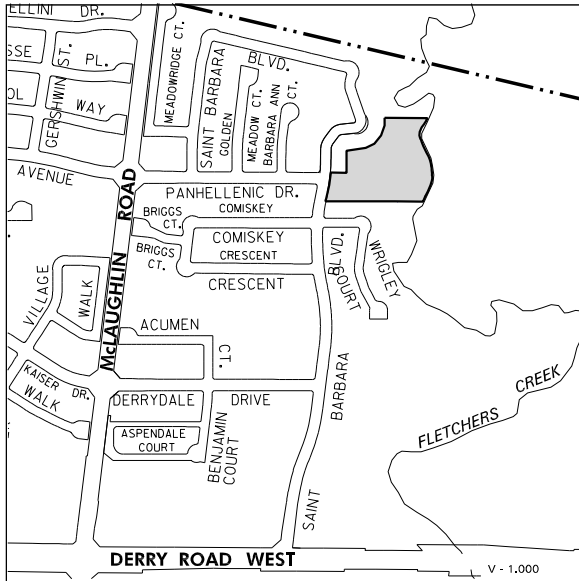 ELLINI DR.
SSE
PL.
GERSHWIN ST.
OL
WAY
AVENUE
MEADOWRIDGE CT.
SAINT BARBARA
BLVD.
GOLDEN
MEADOW CT.
BARBARA ANN
CT.
McLAUGHLIN ROAD
PANHELLENIC DR.
BRIGGS
CT.
COMISKEY
COMISKEY
CRESCENT
BRIGGS
CT.
CRESCENT
BLVD.
WRIGLEY
COURT
VILLAGE
WALK
ACUMEN
CT.
KAISER DR.
WALK
DERRYDALE DRIVE
ASPENDALE
COURT
BENJAMIN
COURT
BARBARA
SAINT
FLETCHERS CREEK
DERRY ROAD WEST
V - 1.000